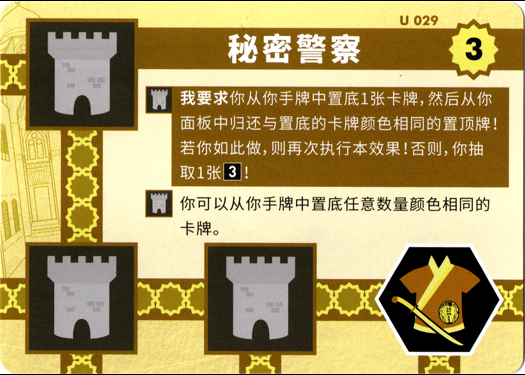 U 029
秘密警察
3
我要求你从你手牌中置底1张卡牌,然后从你
面板中归还与置底的卡牌颜色相同的置顶牌!
若你如此做,则再次执行本效果!否则,你抽
取1张3!
你可以从你手牌中置底任意数量颜色相同的
卡牌。